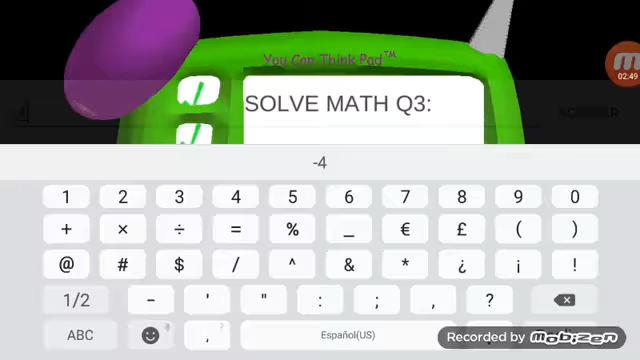 You Can Think Pad™
02:49
SOLVE MATH Q3:
-4
1 2 3 4 5 6 7 8 9 0
+ × ÷ = % _ € £ ( )
@ # $ / ^ & * ¿ ¡ !
1/2 - ' " : ; , ?
ABC , Español(US)
Recorded by mobizen